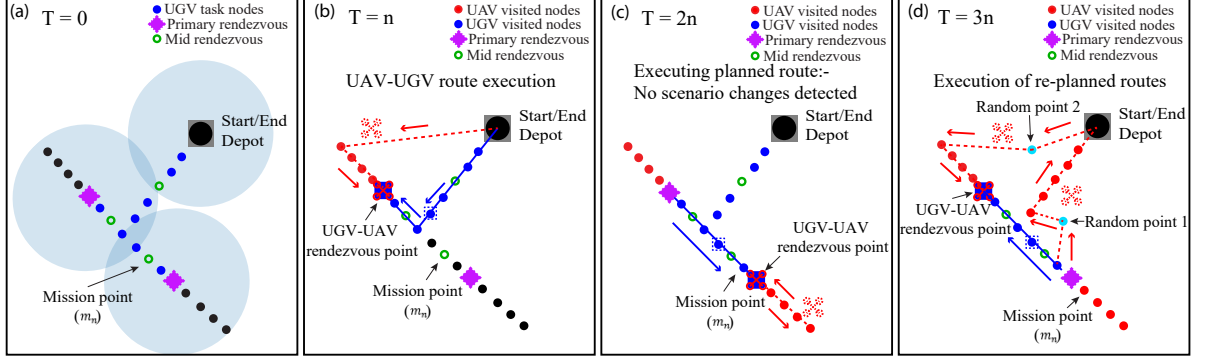 (a)
T = 0
UGV task nodes
Primary rendezvous
Mid rendezvous
Start/End
Depot
Mission point
(mn)
(b)
T = n
UAV visited nodes
UGV visited nodes
Primary rendezvous
Mid rendezvous
UAV-UGV route execution
Start/End
Depot
UGV-UAV
rendezvous point
Mission point
(mn)
(c)
T = 2n
UAV visited nodes
UGV visited nodes
Primary rendezvous
Mid rendezvous
Executing planned route:-
No scenario changes detected
Start/End
Depot
UGV-UAV
rendezvous point
Mission point
(mn)
(d)
T = 3n
UAV visited nodes
UGV visited nodes
Primary rendezvous
Mid rendezvous
Execution of re-planned routes
Random point 2
Start/End
Depot
UGV-UAV
rendezvous point
Random point 1
Mission point
(mn)